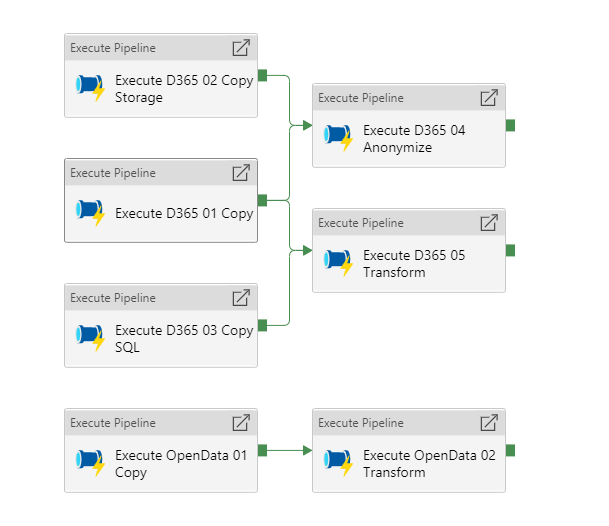 Execute Pipeline
Execute D365 02 Copy
Storage
Execute Pipeline
Execute D365 04
Anonymize
Execute Pipeline
Execute D365 01 Copy
Execute Pipeline
Execute D365 05
Transform
Execute Pipeline
Execute D365 03 Copy
SQL
Execute Pipeline
Execute OpenData 01
Copy
Execute Pipeline
Execute OpenData 02
Transform